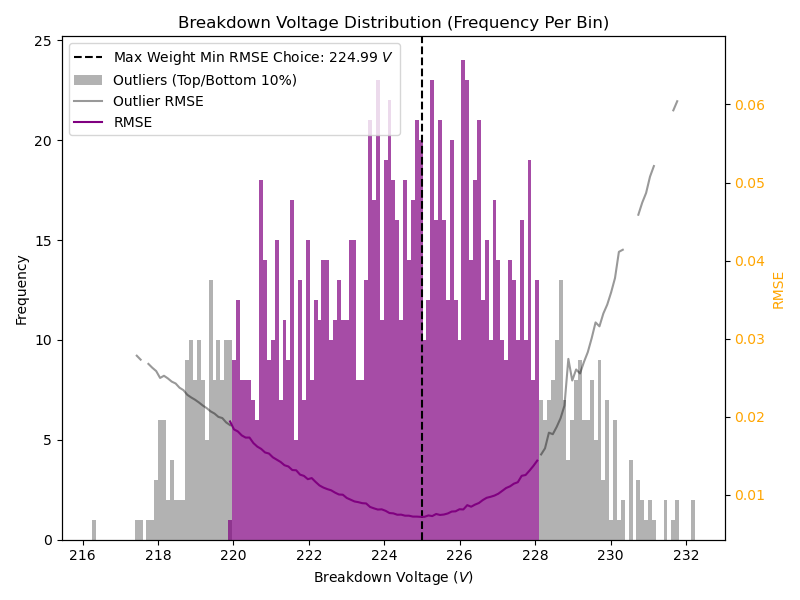 Breakdown Voltage Distribution (Frequency Per Bin)
Max Weight Min RMSE Choice: 224.99 V
Outliers (Top/Bottom 10%)
Outlier RMSE
RMSE
25
20
15
10
5
0
Frequency
0.06
0.05
0.04
0.03
0.02
0.01
RMSE
216 218 220 222 224 226 228 230 232
Breakdown Voltage (V)